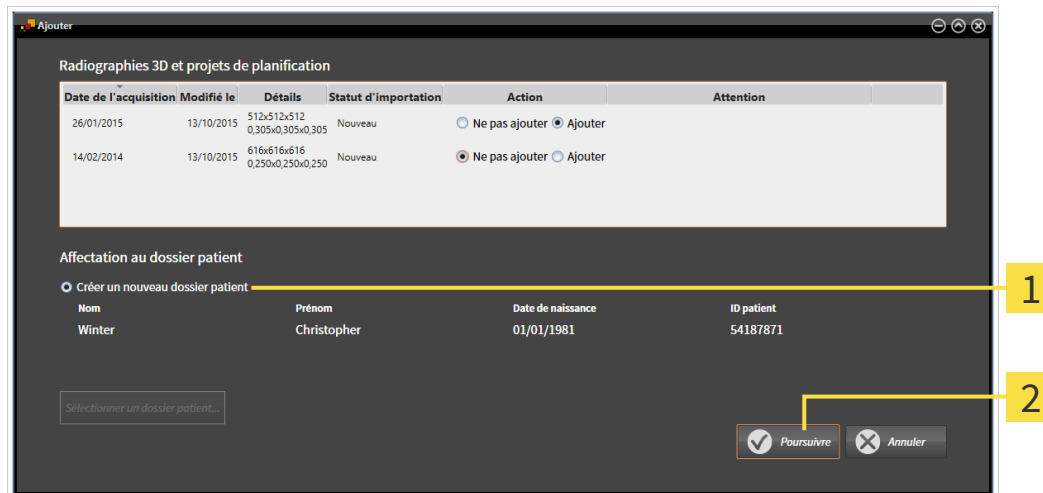 Ajouter
Radiographies 3D et projets de planification
Date de l'acquisition Modifié le Détails Statut d'importation Action Attention
26/01/2015 13/10/2015 512x512x512 0,305x0,305x0,305 Nouveau Ne pas ajouter Ajouter
14/02/2014 13/10/2015 616x616x616 0,250x0,250x0,250 Nouveau Ne pas ajouter Ajouter
Affectation au dossier patient
Créer un nouveau dossier patient 1
Nom Prénom Date de naissance ID patient
Winter Christopher 01/01/1981 54187871
Sélectionner un dossier patient... 2
Poursuivre Annuler